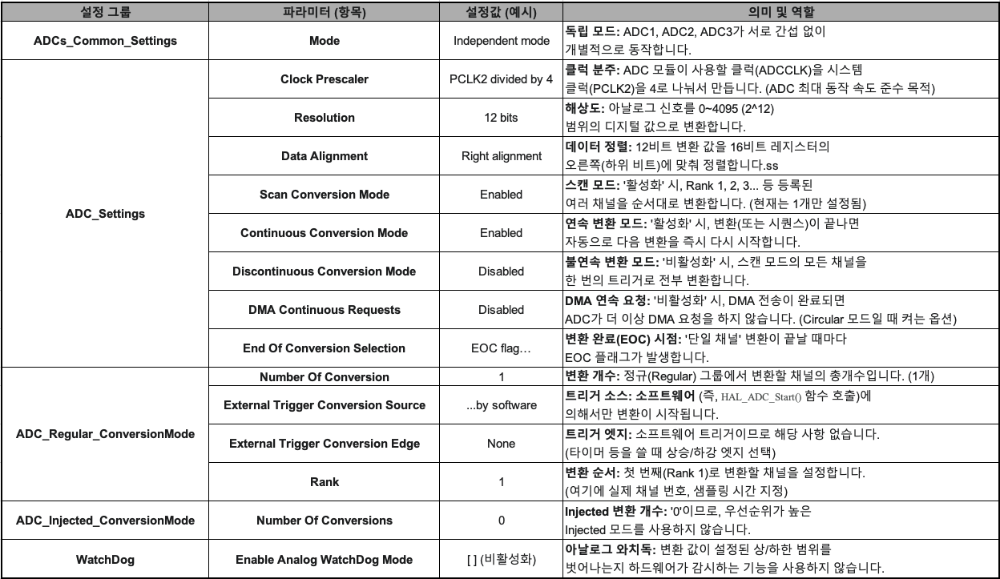 설정 그룹 파라미터 (항목) 설정값 (예시) 의미 및 역할
ADCs_Common_Settings Mode Independent mode 독립 모드: ADC1, ADC2, ADC3가 서로 간섭 없이
개별적으로 동작합니다.
ADC_Settings
Clock Prescaler PCLK2 divided by 4 클럭 분주: ADC 모듈이 사용할 클럭(ADCCLK)을 시스템
클럭(PCLK2)을 4로 나눠서 만듭니다. (ADC 최대 동작 속도 준수 목적)
Resolution 12 bits 해상도: 아날로그 신호를 0~4095 (2^12)
범위의 디지털 값으로 변환합니다.
Data Alignment Right alignment 데이터 정렬: 12비트 변환 값을 16비트 레지스터의
오른쪽(하위 비트)에 맞춰 정렬합니다.ss
Scan Conversion Mode Enabled 스캔 모드: '활성화' 시, Rank 1, 2, 3... 등 등록된
여러 채널을 순서대로 변환합니다. (현재는 1개만 설정됨)
Continuous Conversion Mode Enabled 연속 변환 모드: '활성화' 시, 변환(또는 시퀀스)이 끝나면
자동으로 다음 변환을 즉시 다시 시작합니다.
Discontinuous Conversion Mode Disabled 불연속 변환 모드: '비활성화' 시, 스캔 모드의 모든 채널을
한 번의 트리거로 전부 변환합니다.
DMA Continuous Requests Disabled DMA 연속 요청: '비활성화' 시, DMA 전송이 완료되면
ADC가 더 이상 DMA 요청을 하지 않습니다. (Circular 모드일 때 켜는 옵션)
End Of Conversion Selection EOC flag… 변환 완료(EOC) 시점: '단일 채널' 변환이 끝날 때마다
EOC 플래그가 발생합니다.
ADC_Regular_ConversionMode
Number Of Conversion 1 변환 개수: 정규(Regular) 그룹에서 변환할 채널의 총개수입니다. (1개)
External Trigger Conversion Source ...by software 트리거 소스: 소프트웨어 (즉, HAL_ADC_Start() 함수 호출)에
의해서만 변환이 시작됩니다.
External Trigger Conversion Edge None 트리거 엣지: 소프트웨어 트리거이므로 해당 사항 없습니다.
(타이머 등을 쓸 때 상승/하강 엣지 선택)
Rank 1 변환 순서: 첫 번째(Rank 1)로 변환할 채널을 설정합니다.
(여기에 실제 채널 번호, 샘플링 시간 지정)
ADC_Injected_ConversionMode Number Of Conversions 0 Injected 변환 개수: '0'이므로, 우선순위가 높은
Injected 모드를 사용하지 않습니다.
WatchDog Enable Analog WatchDog Mode [ ] (비활성화) 아날로그 와치독: 변환 값이 설정된 상/하한 범위를
벗어나는지 하드웨어가 감시하는 기능을 사용하지 않습니다.